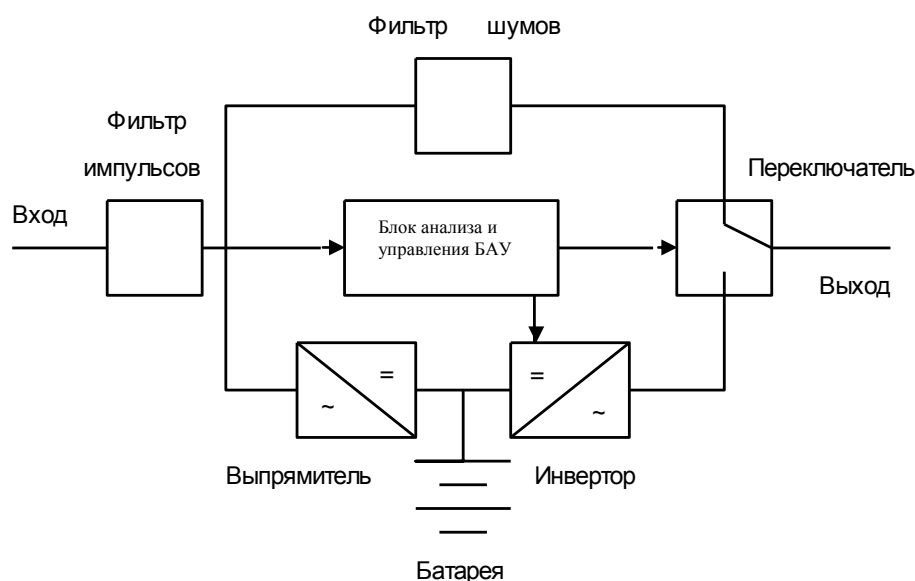 Фильтр шумов
Фильтр
импульсов
Переключатель
Вход
Блок анализа и
управления БАУ
Выход
=
~
=
~
Выпрямитель
Инвертор
Батарея